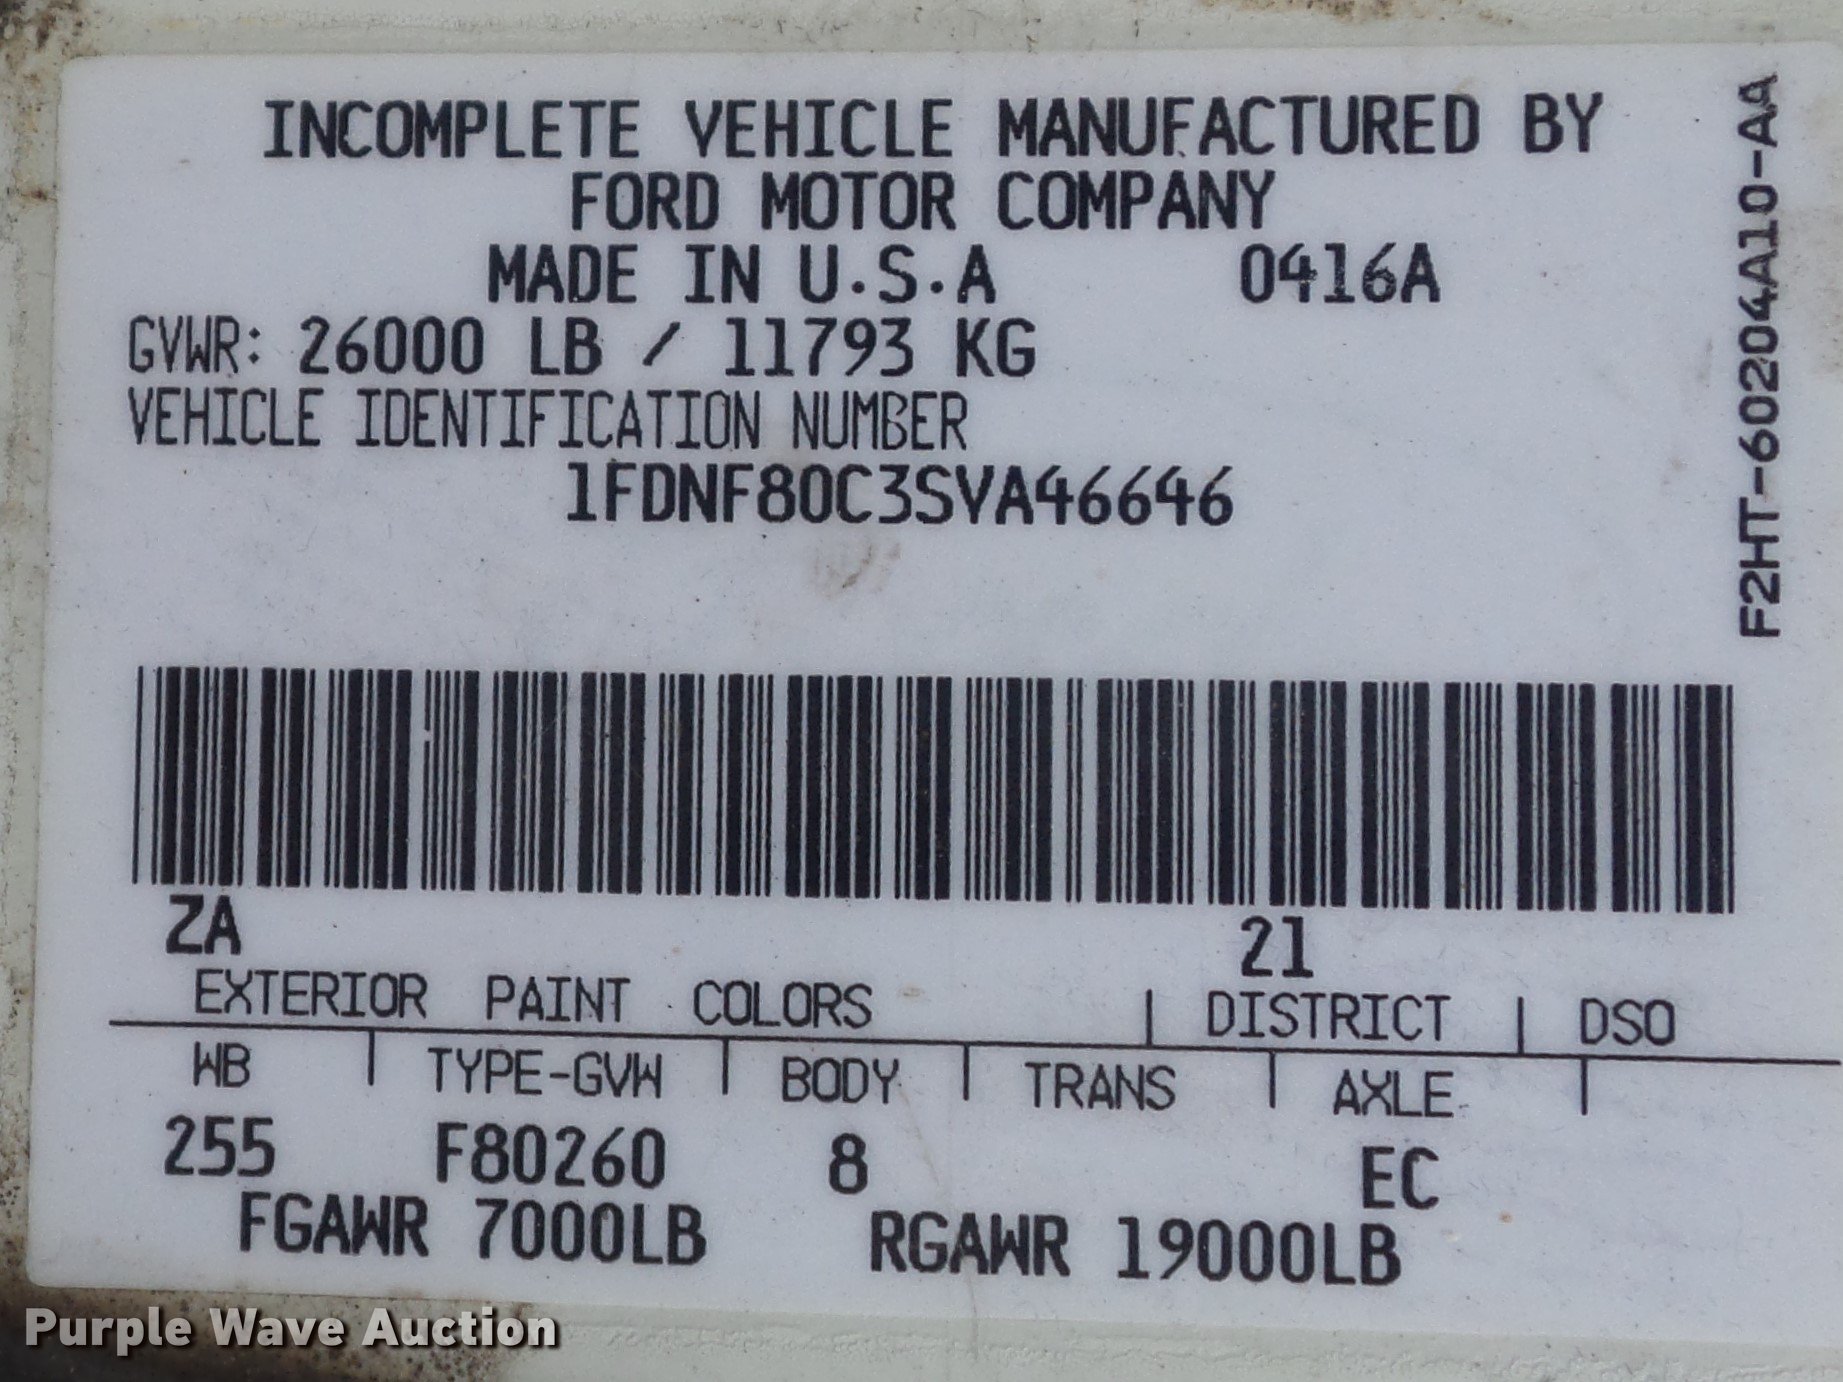 INCOMPLETE VEHICLE MANUFACTURED BY
FORD MOTOR COMPANY
MADE IN U.S.A 0416A
GVWR: 26000 LB / 11793 KG
VEHICLE IDENTIFICATION NUMBER
1FDNF80C3SVA46646
F2HT-60204A10-AA
ZA 21
EXTERIOR PAINT COLORS | DISTRICT | DSO
WB | TYPE-GVW | BODY | TRANS | AXLE |
255 F80260 8 EC
FGAWR 7000LB RGAWR 19000LB
Purple Wave Auction